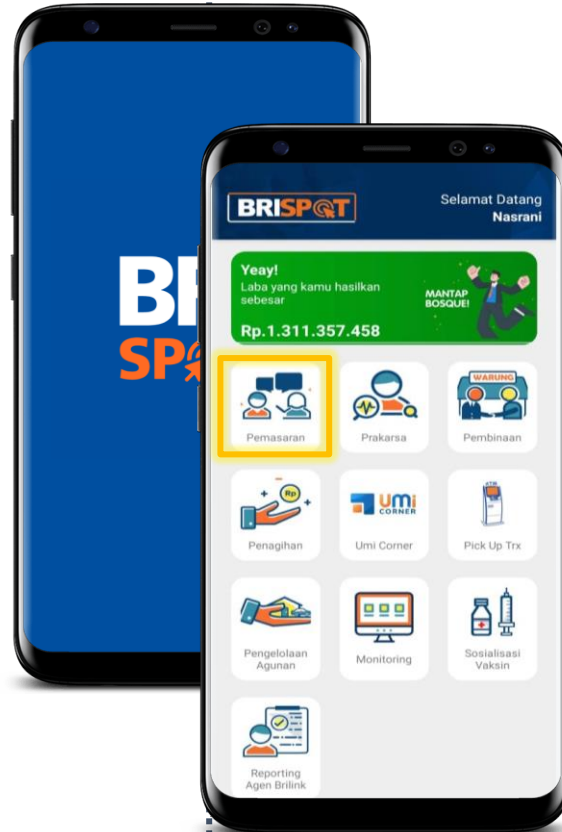 BRISPOT
Selamat Datang
Nasrani
Yeay!
Laba yang kamu hasilkan
sebesar
MANTAP
BOSQUE!
Rp.1.311.357.458
WARUNG
Pemasaran
Prakarsa
Pembinaan
Rp
UMi
CORNER
ATM
Penagihan
Umi Corner
Pick Up Trx
Pengelolaan
Agunan
Monitoring
Sosialisasi
Vaksin
Reporting
Agen Brilink